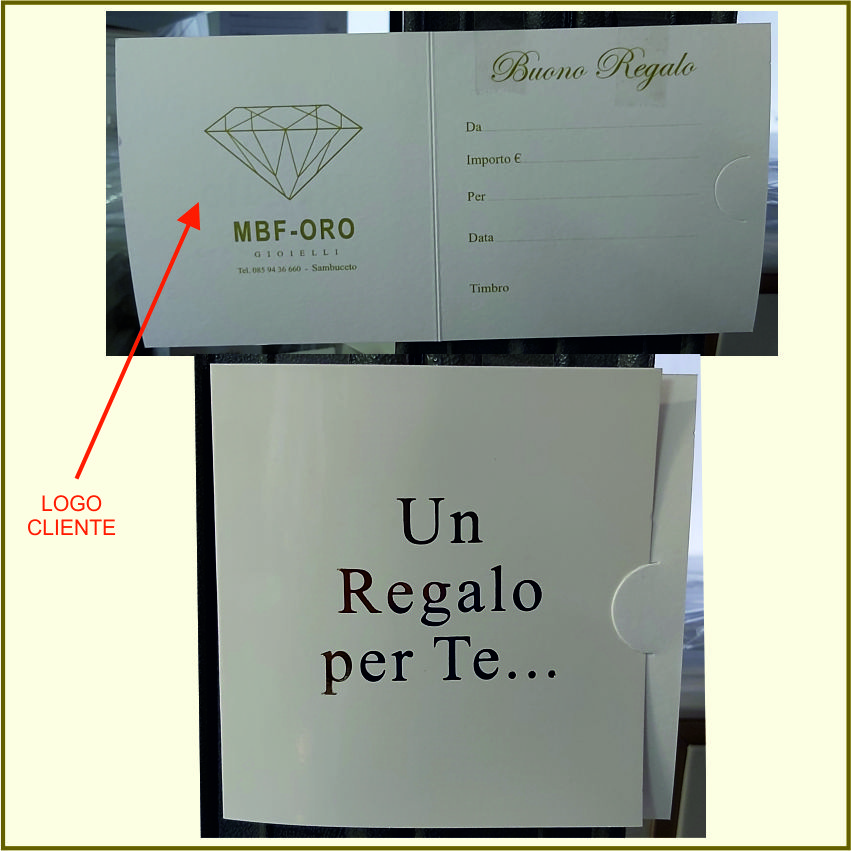 Buono Regalo
MBF-ORO
GIOIELLI
Tel. 085 94 36 660 - Sambuceto
Da
Importo €
Per
Data
Timbro
LOGO
CLIENTE
Un
Regalo
per Te...